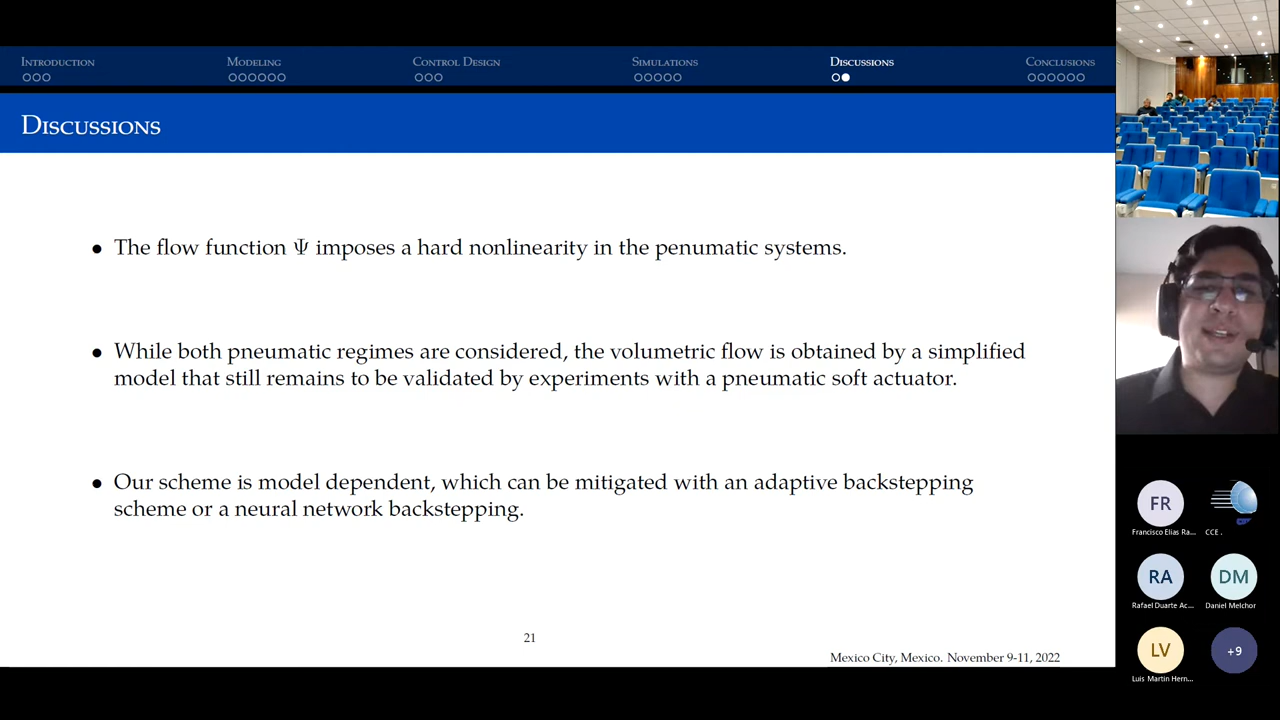 Introduction
Modeling
Control Design
Simulations
Discussions
Conclusions
Discussions
• The flow function Ψ imposes a hard nonlinearity in the penumatic systems.
• While both pneumatic regimes are considered, the volumetric flow is obtained by a simplified
model that still remains to be validated by experiments with a pneumatic soft actuator.
• Our scheme is model dependent, which can be mitigated with an adaptive backstepping
scheme or a neural network backstepping.
21
Mexico City, Mexico. November 9-11, 2022
FR
Francisco Elias Ra...
CCE .
RA
Rafael Duarte Ac...
DM
Daniel Melchor
LV
Luis Martin Hern...
+9